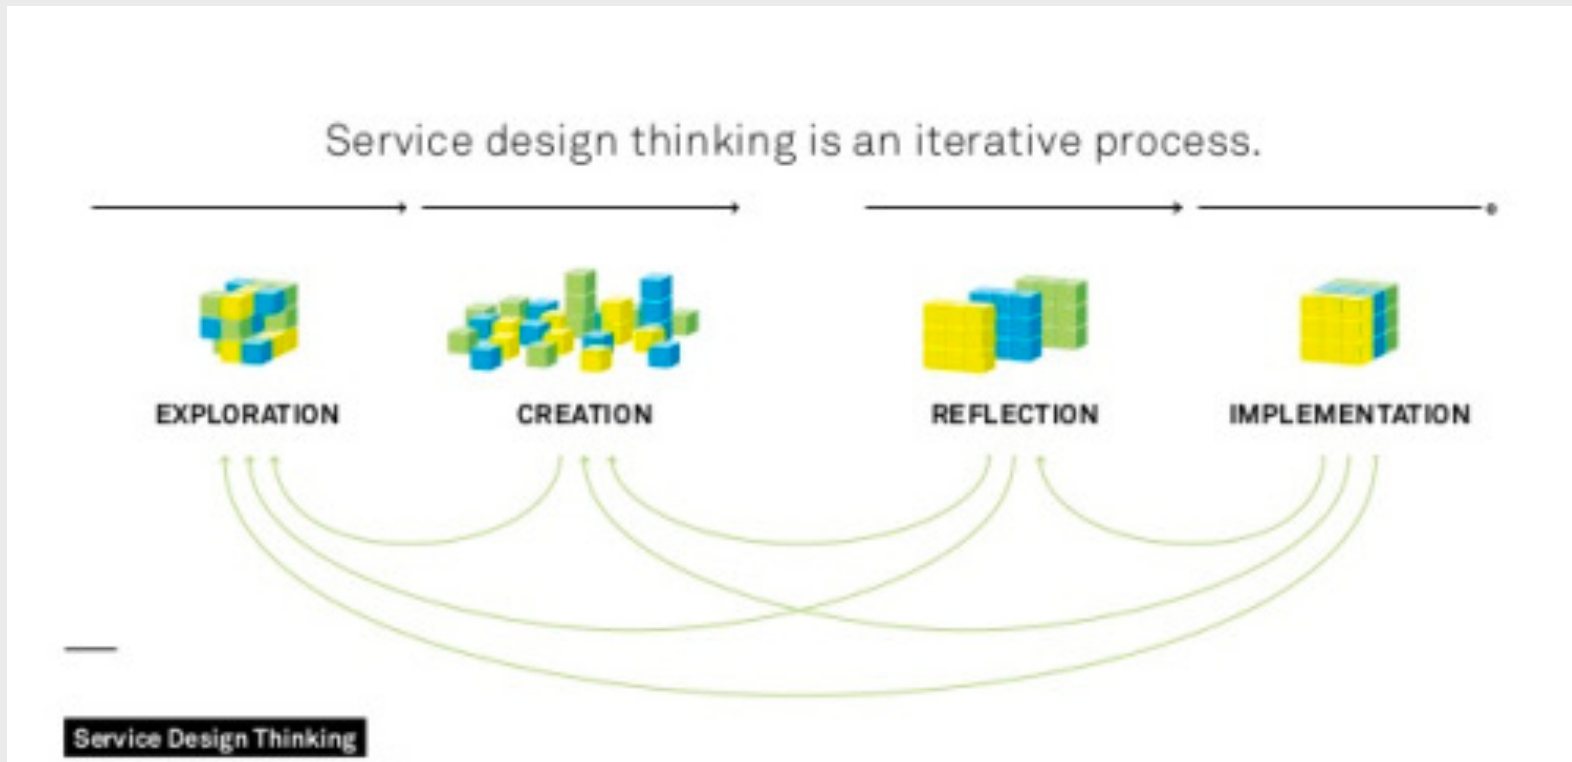 Service design thinking is an iterative process.
EXPLORATION
CREATION
REFLECTION
IMPLEMENTATION
Service Design Thinking